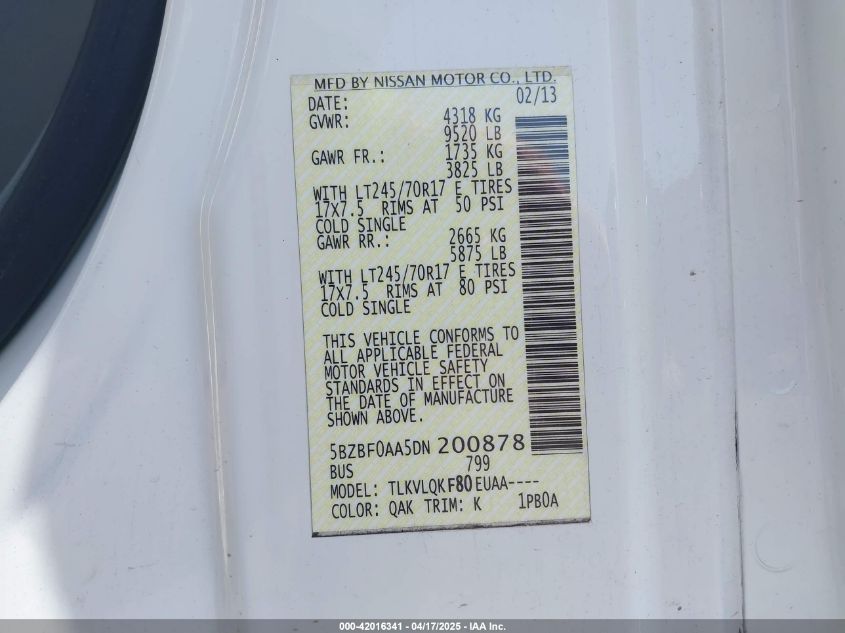 MFD BY NISSAN MOTOR CO., LTD.
DATE: 02/13
GVWR: 4318 KG
9520 LB
GAWR FR.: 1735 KG
3825 LB
WITH LT245/70R17 E TIRES
17X7.5 RIMS AT 50 PSI
COLD SINGLE
GAWR RR.: 2665 KG
5875 LB
WITH LT245/70R17 E TIRES
17X7.5 RIMS AT 80 PSI
COLD SINGLE
THIS VEHICLE CONFORMS TO
ALL APPLICABLE FEDERAL
MOTOR VEHICLE SAFETY
STANDARDS IN EFFECT ON
THE DATE OF MANUFACTURE
SHOWN ABOVE.
5BZBF0AA5DN 200878
BUS 799
MODEL: TLKVLQKF80EUAA----
COLOR: QAK TRIM: K 1PB0A
000-42016341 - 04/17/2025 - IAA Inc.